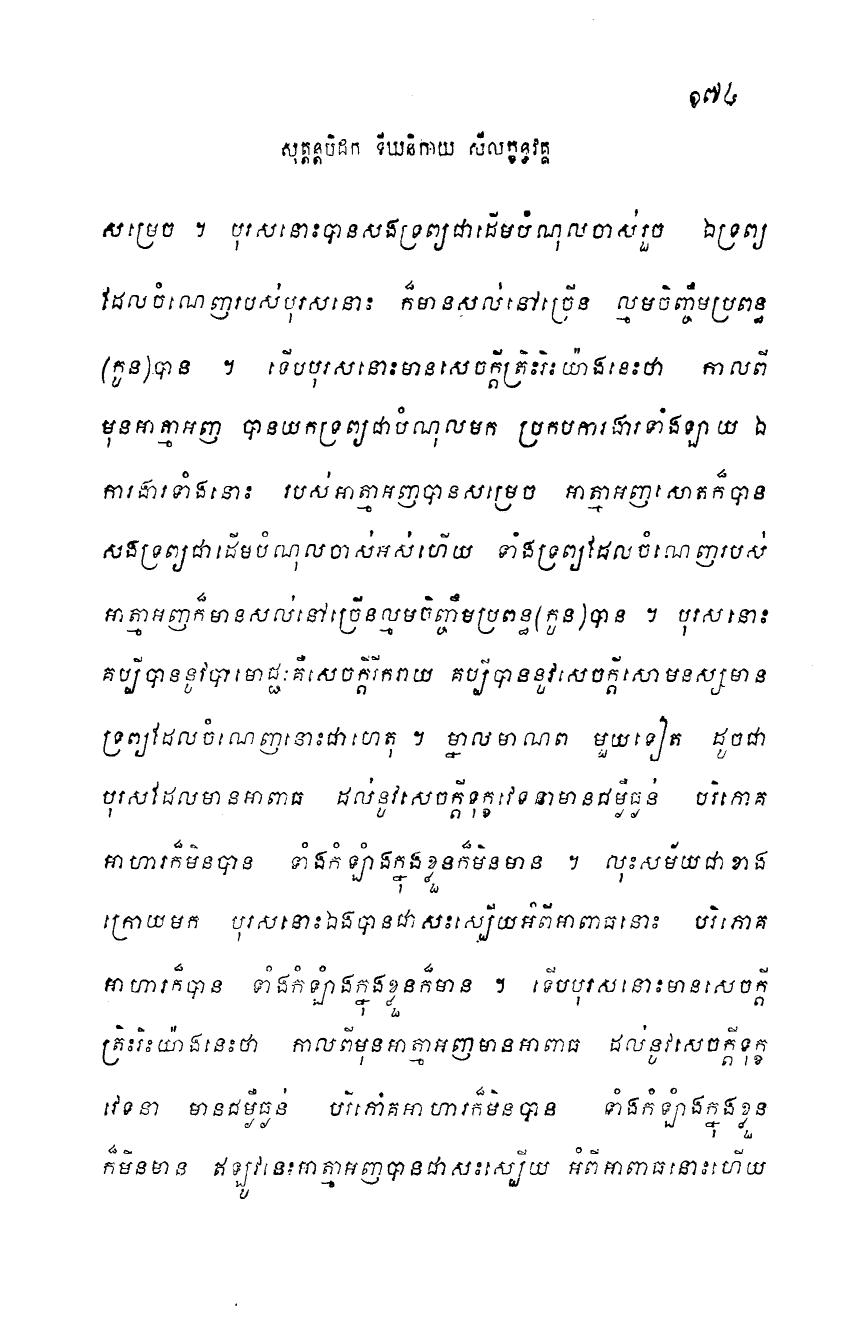 ១៧៤
សុត្តន្តបិដក ទីឃនិកាយ សីលក្ខន្ធវគ្គ
សម្រេច ។ បុរសនោះបានសងទ្រព្យជាដើមបំណុលចាស់រួច ឯទ្រព្យ
ដែលចំណេញរបស់បុរសនោះ ក៏មានសល់នៅច្រើន ល្មមចិញ្ចឹមប្រពន្ធ
(កូន)បាន ។ ទើបបុរសនោះមានសេចក្តីត្រិះរិះយ៉ាងនេះថា កាលពី
មុនអាត្មាអញ បានយកទ្រព្យជាបំណុលមក ប្រកបការងារទាំងឡាយ ឯ
ការងារទាំងនោះ របស់អាត្មាអញបានសម្រេច អាត្មាអញសោតក៏បាន
សងទ្រព្យជាដើមបំណុលចាស់អស់ហើយ ទាំងទ្រព្យដែលចំណេញរបស់
អាត្មាអញក៏មានសល់នៅច្រើនល្មមចិញ្ចឹមប្រពន្ធ(កូន)បាន ។ បុរសនោះ
គប្បីបាននូវបាមោជ្ជៈគឺសេចក្តីរីករាយ គប្បីបាននូវសេចក្តីសោមនស្សមាន
ទ្រព្យដែលចំណេញនោះជាហេតុ ។ ម្នាលមាណព មួយទៀត ដូចជា
បុរសដែលមានអាពាធ ដល់នូវសេចក្តីទុក្ខវេទនាមានជម្ងឺធ្ងន់ បរិភោគ
អាហារក៏មិនបាន ទាំងកំឡាំងក្នុងខ្លួនក៏មិនមាន ។ លុះសម័យជាខាង
ក្រោយមក បុរសនោះឯងបានជាសះស្បើយអំពីអាពាធនោះ បរិភោគ
អាហារក៏បាន ទាំងកំឡាំងក្នុងខ្លួនក៏មាន ។ ទើបបុរសនោះមានសេចក្តី
ត្រិះរិះយ៉ាងនេះថា កាលពីមុនអាត្មាអញមានអាពាធ ដល់នូវសេចក្តីទុក្ខ
វេទនា មានជម្ងឺធ្ងន់ បរិភោគអាហារក៏មិនបាន ទាំងកំឡាំងក្នុងខ្លួន
ក៏មិនមាន ឥឡូវនេះអាត្មាអញបានជាសះស្បើយ អំពីអាពាធនោះហើយ